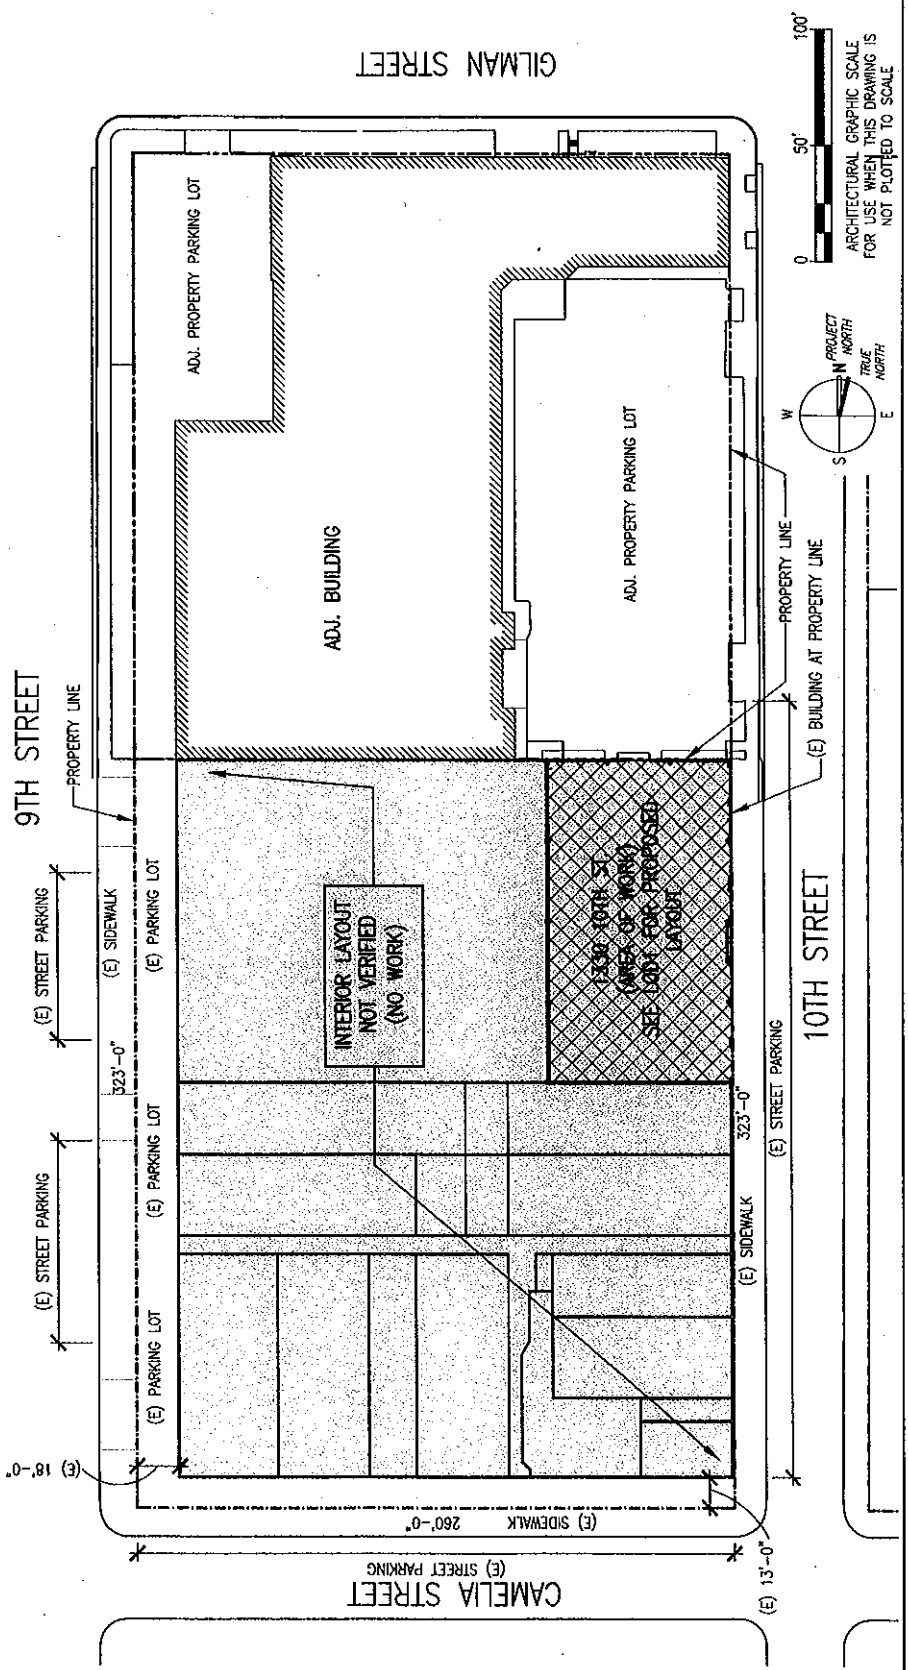 GILMAN STREET
100'
50'
0
ARCHITECTURAL GRAPHIC SCALE
FOR USE WHEN THIS DRAWING IS
NOT PLOTTED TO SCALE
ADJ. PROPERTY PARKING LOT
ADJ. BUILDING
ADJ. PROPERTY PARKING LOT
W
N
S
E
PROJECT
NORTH
TRUE
NORTH
PROPERTY LINE
(E) BUILDING AT PROPERTY LINE
9TH STREET
PROPERTY LINE
(E) STREET PARKING
(E) SIDEWALK
(E) PARKING LOT
323'-0"
(E) STREET PARKING
(E) PARKING LOT
(E) PARKING LOT
(E) 18'-0"
INTERIOR LAYOUT
NOT VERIFIED
(NO WORK)
1330 10TH ST
(AREA OF WORK)
SEE LOD1 FOR PROPOSED
LAYOUT
10TH STREET
(E) STREET PARKING
323'-0"
(E) SIDEWALK
(E) SIDEWALK
260'-0"
(E) STREET PARKING
CAMELIA STREET
(E) 13'-0"